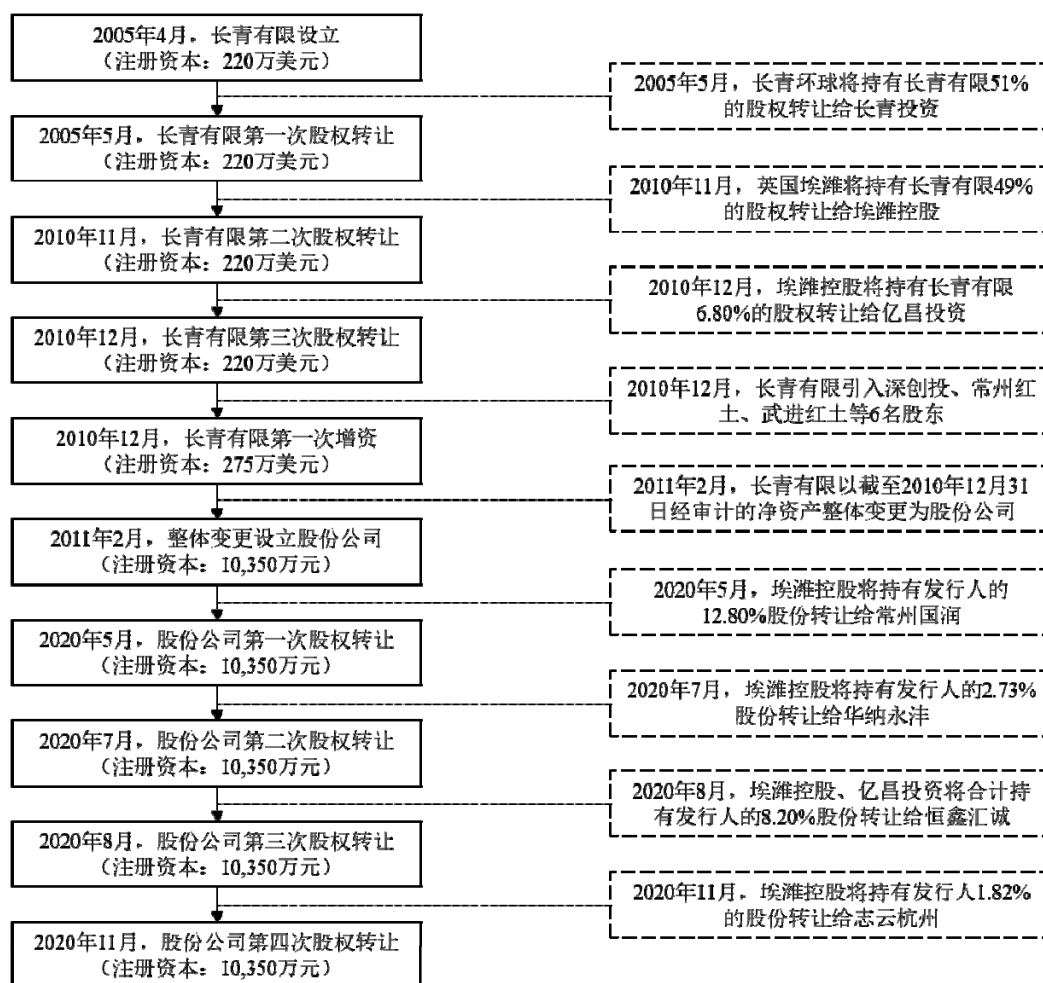 2005年4月，长青有限设立
（注册资本：220万美元）
2005年5月，长青环球将持有长青有限51%
的股权转让给长青投资
2005年5月，长青有限第一次股权转让
（注册资本：220万美元）
2010年11月，英国埃潍将持有长青有限49%
的股权转让给埃潍控股
2010年11月，长青有限第二次股权转让
（注册资本：220万美元）
2010年12月，埃潍控股将持有长青有限
6.80%的股权转让给亿昌投资
2010年12月，长青有限第三次股权转让
（注册资本：220万美元）
2010年12月，长青有限引入深创投、常州红
土、武进红土等6名股东
2010年12月，长青有限第一次增资
（注册资本：275万美元）
2011年2月，长青有限以截至2010年12月31
日经审计的净资产整体变更为股份公司
2011年2月，整体变更设立股份公司
（注册资本：10,350万元）
2020年5月，埃潍控股将持有发行人的
12.80%股份转让给常州国润
2020年5月，股份公司第一次股权转让
（注册资本：10,350万元）
2020年7月，埃潍控股将持有发行人的2.73%
股份转让给华纳永沣
2020年7月，股份公司第二次股权转让
（注册资本：10,350万元）
2020年8月，埃潍控股、亿昌投资将合计持
有发行人的8.20%股份转让给恒鑫汇诚
2020年8月，股份公司第三次股权转让
（注册资本：10,350万元）
2020年11月，埃潍控股将持有发行人1.82%
的股份转让给志云杭州
2020年11月，股份公司第四次股权转让
（注册资本：10,350万元）